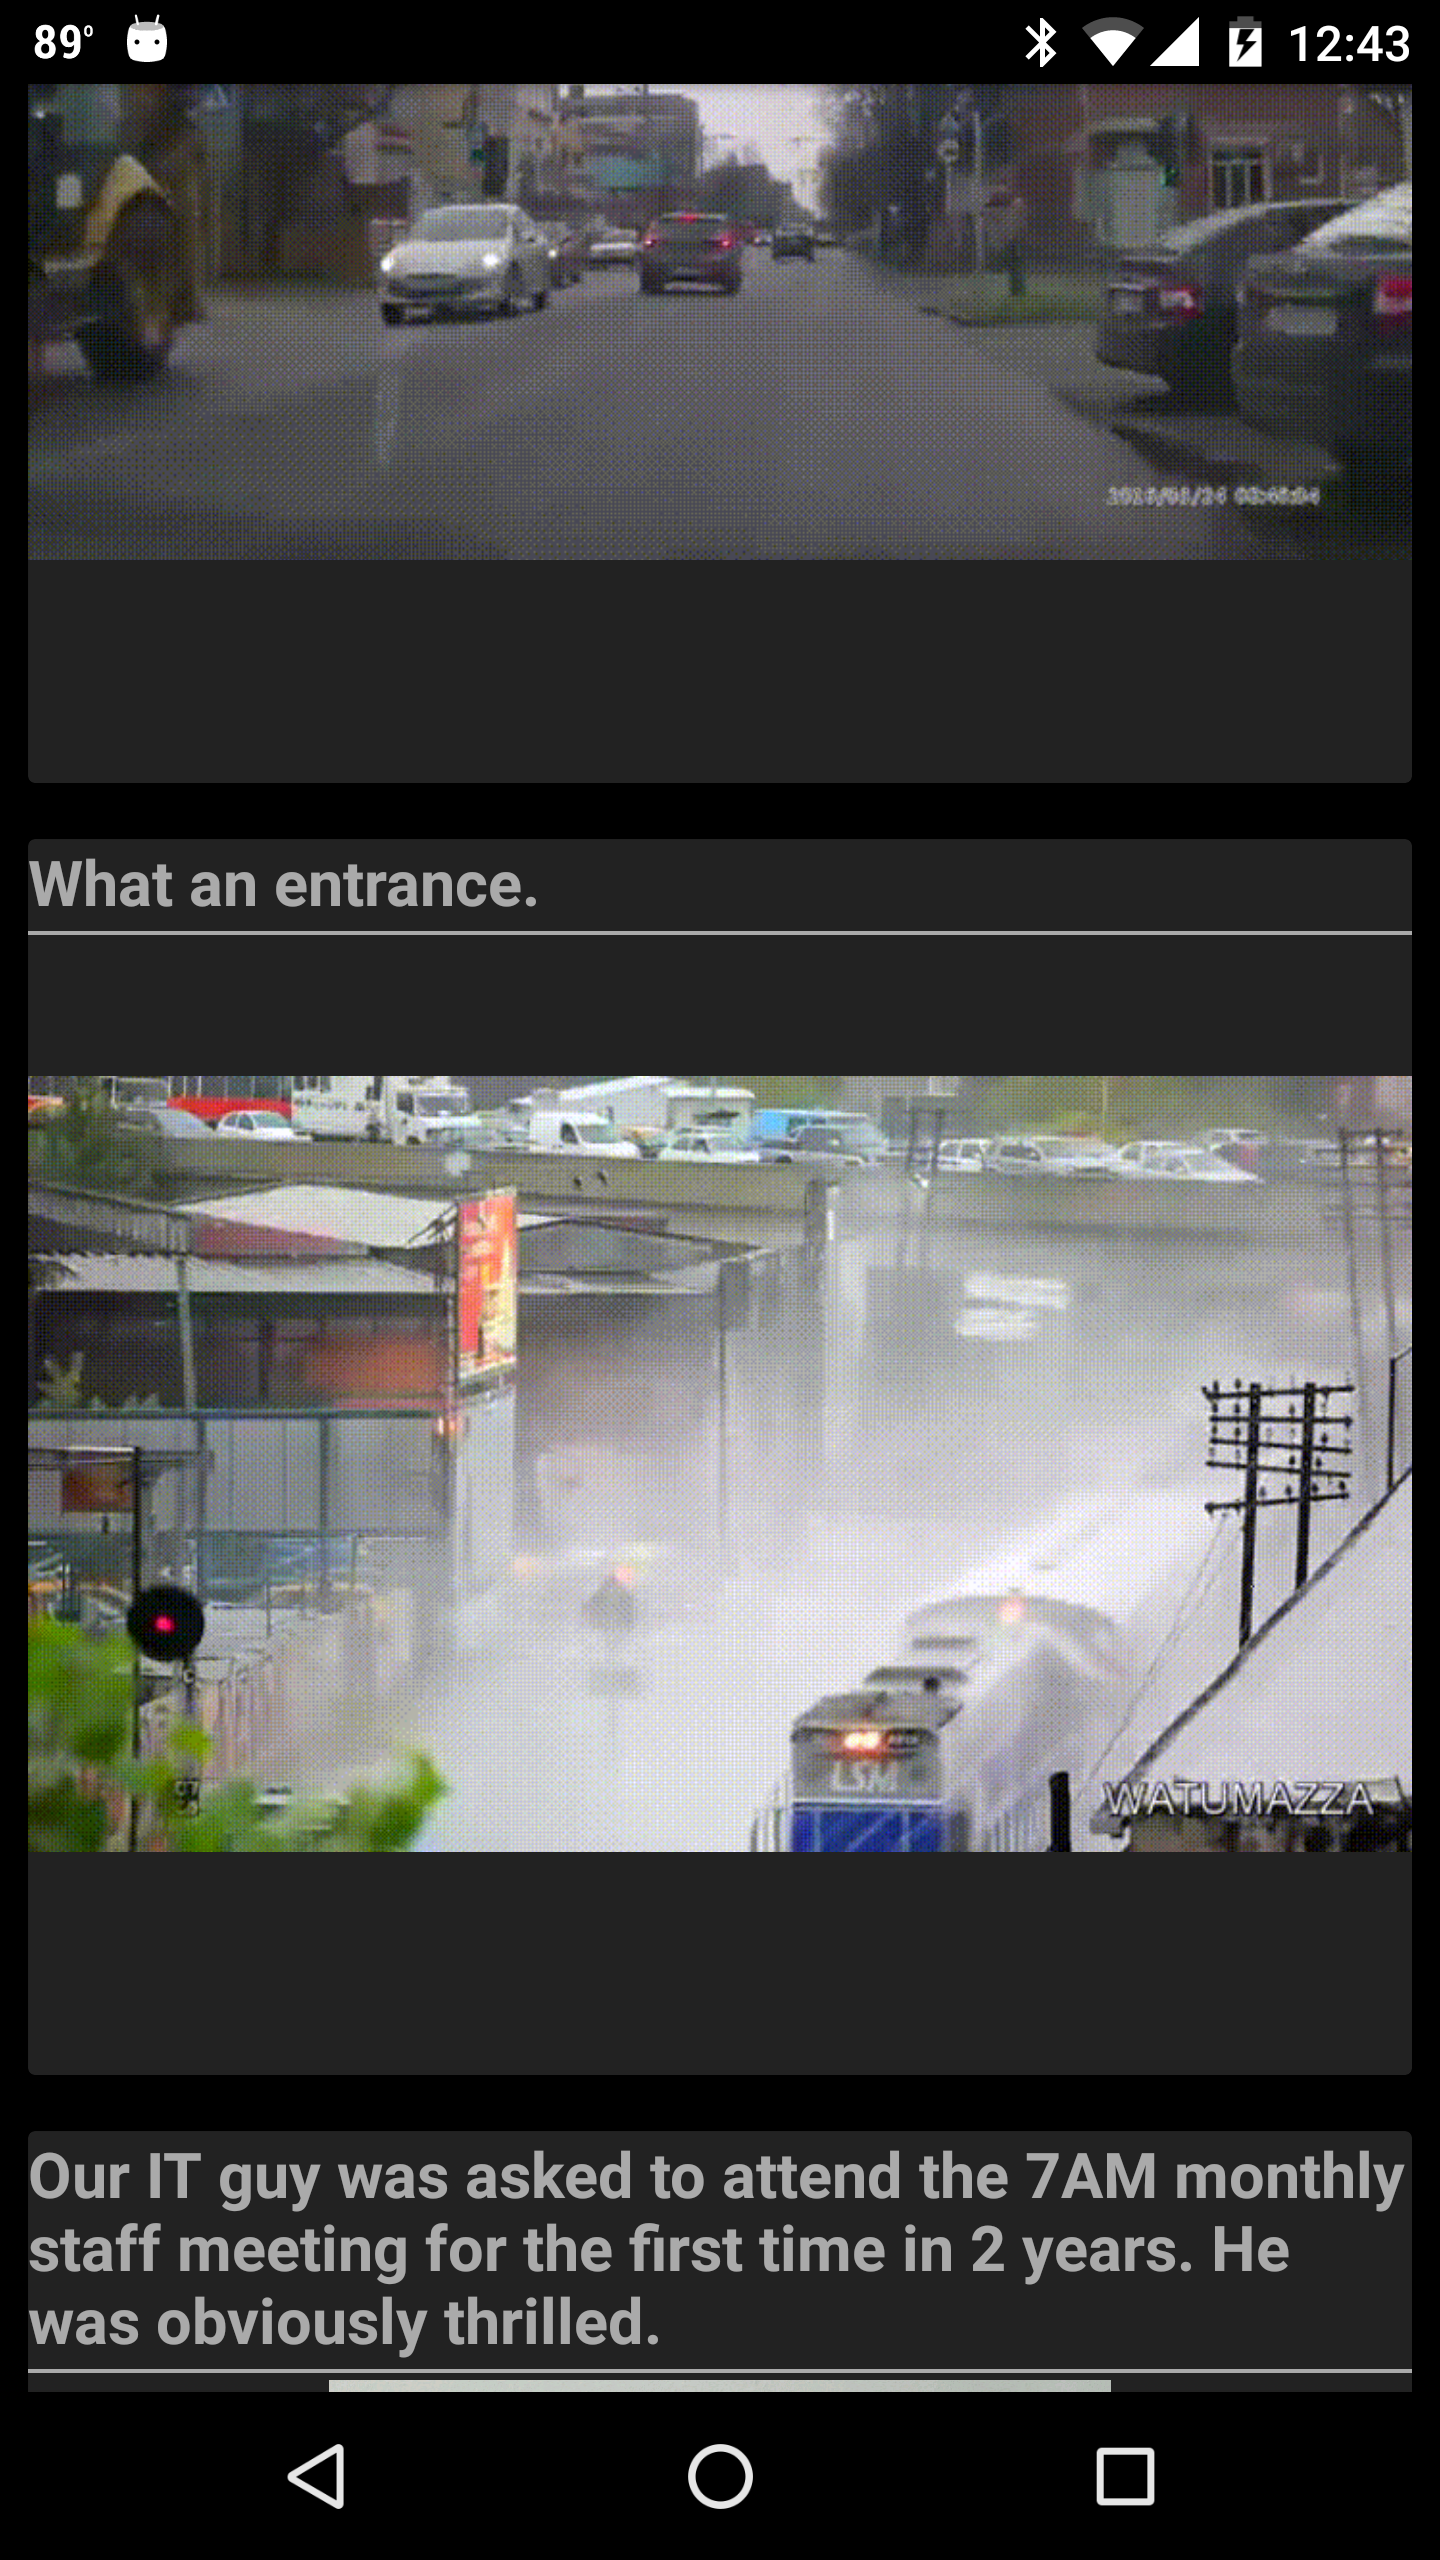 89°
12:43
What an entrance.
LSM
WATUMAZZA
Our IT guy was asked to attend the 7AM monthly
staff meeting for the first time in 2 years. He
was obviously thrilled.